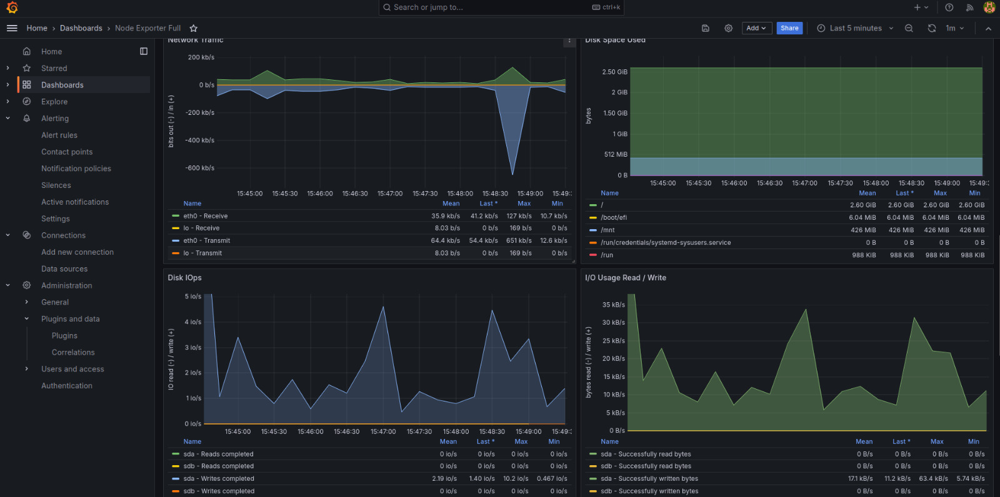 Search or jump to...
ctrl+k
Home › Dashboards › Node Exporter Full
Add
Share
Last 5 minutes
1m
Home
Starred
Dashboards
Explore
Alerting
Alert rules
Contact points
Notification policies
Silences
Active notifications
Settings
Connections
Add new connection
Data sources
Administration
General
Plugins and data
Plugins
Correlations
Users and access
Authentication
Network Traffic
bits out (-) / in (+)
200 kb/s
0 b/s
-200 kb/s
-400 kb/s
-600 kb/s
15:45:00 15:45:30 15:46:00 15:46:30 15:47:00 15:47:30 15:48:00 15:48:30 15:49:00 15:49:
Name Mean Last * Max Min
eth0 - Receive 35.9 kb/s 41.2 kb/s 127 kb/s 10.7 kb/s
lo - Receive 8.03 b/s 0 b/s 169 b/s 0 b/s
eth0 - Transmit 64.4 kb/s 54.4 kb/s 651 kb/s 12.6 kb/s
lo - Transmit 8.03 b/s 0 b/s 169 b/s 0 b/s
Disk Space Used
bytes
2.50 GiB
2 GiB
1.50 GiB
1 GiB
512 MiB
0 B
15:45:00 15:45:30 15:46:00 15:46:30 15:47:00 15:47:30 15:48:00 15:48:30 15:49:00 15:49:
Name Mean Last * Max Min
/ 2.60 GiB 2.60 GiB 2.60 GiB 2.60 GiB
/boot/efi 6.04 MiB 6.04 MiB 6.04 MiB 6.04 MiB
/mnt 426 MiB 426 MiB 426 MiB 426 MiB
/run/credentials/systemd-sysusers.service 0 B 0 B 0 B 0 B
/run 988 KiB 988 KiB 988 KiB 988 KiB
Disk IOps
IO read (-) / write (+)
5 io/s
4 io/s
3 io/s
2 io/s
1 io/s
0 io/s
15:45:00 15:45:30 15:46:00 15:46:30 15:47:00 15:47:30 15:48:00 15:48:30 15:49:00 15:49:
Name Mean Last * Max Min
sda - Reads completed 0 io/s 0 io/s 0 io/s 0 io/s
sdb - Reads completed 0 io/s 0 io/s 0 io/s 0 io/s
sda - Writes completed 2.19 io/s 1.40 io/s 10.2 io/s 0.467 io/s
sdb - Writes completed 0 io/s 0 io/s 0 io/s 0 io/s
I/O Usage Read / Write
bytes read (-) / write (+)
35 kB/s
30 kB/s
25 kB/s
20 kB/s
15 kB/s
10 kB/s
5 kB/s
0 B/s
Name Mean Last * Max Min
sda - Successfully read bytes 0 B/s 0 B/s 0 B/s 0 B/s
sdb - Successfully read bytes 0 B/s 0 B/s 0 B/s 0 B/s
sda - Successfully written bytes 17.1 kB/s 11.2 kB/s 63.4 kB/s 5.74 kB/s
sdb - Successfully written bytes 0 B/s 0 B/s 0 B/s 0 B/s